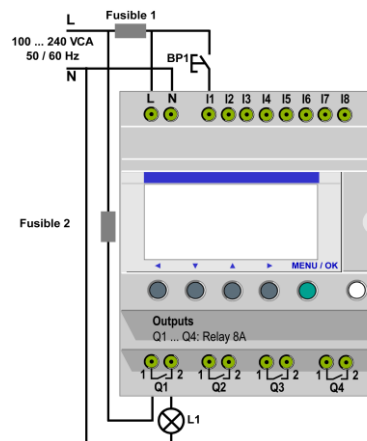 Fusible 1
L
100 ... 240 VCA
50 / 60 Hz
N
BP1
L N I1 I2 I3 I4 I5 I6 I7 I8
Fusible 2
MENU / OK
Outputs
Q1 ... Q4: Relay 8A
1 2 1 2 1 2 1 2
Q1 Q2 Q3 Q4
L1